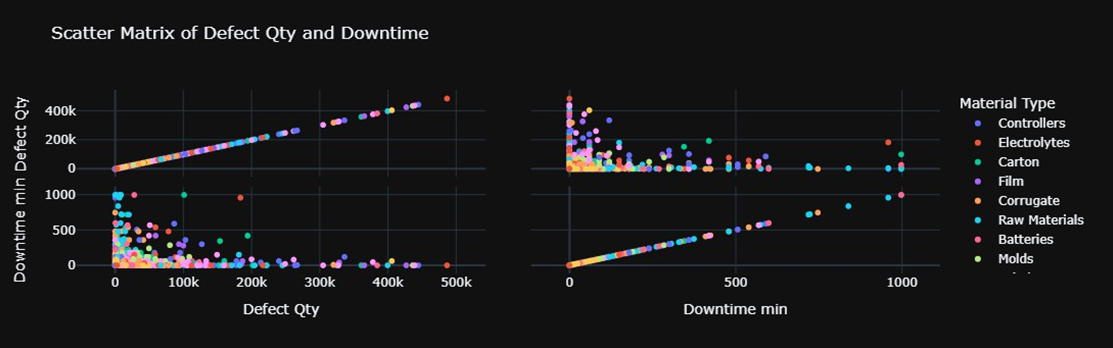 Scatter Matrix of Defect Qty and Downtime
Defect Qty
400k
200k
0
Downtime min
1000
500
0
0
100k
200k
300k
400k
500k
0
500
1000
Defect Qty
Downtime min
Material Type
Controllers
Electrolytes
Carton
Film
Corrugate
Raw Materials
Batteries
Molds